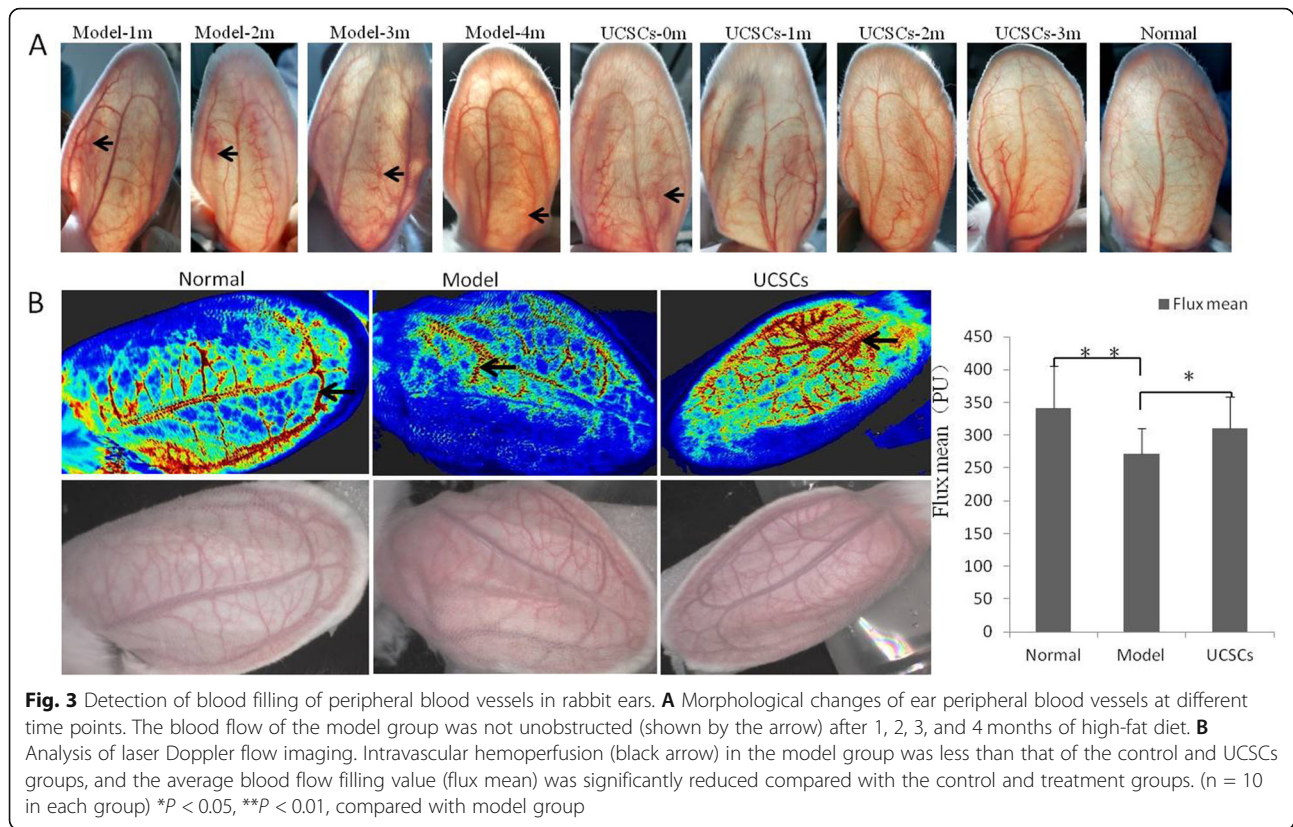 A
Model-1m Model-2m Model-3m Model-4m UCSCs-0m UCSCs-1m UCSCs-2m UCSCs-3m Normal
B
Normal Model UCSCs
Flux mean
Flux mean (PU)
450
400
350
300
250
200
150
100
50
0
* *
*
Normal Model UCSCs
Fig. 3 Detection of blood filling of peripheral blood vessels in rabbit ears. A Morphological changes of ear peripheral blood vessels at different
time points. The blood flow of the model group was not unobstructed (shown by the arrow) after 1, 2, 3, and 4 months of high-fat diet. B
Analysis of laser Doppler flow imaging. Intravascular hemoperfusion (black arrow) in the model group was less than that of the control and UCSCs
groups, and the average blood flow filling value (flux mean) was significantly reduced compared with the control and treatment groups. (n = 10
in each group) *P < 0.05, **P < 0.01, compared with model group